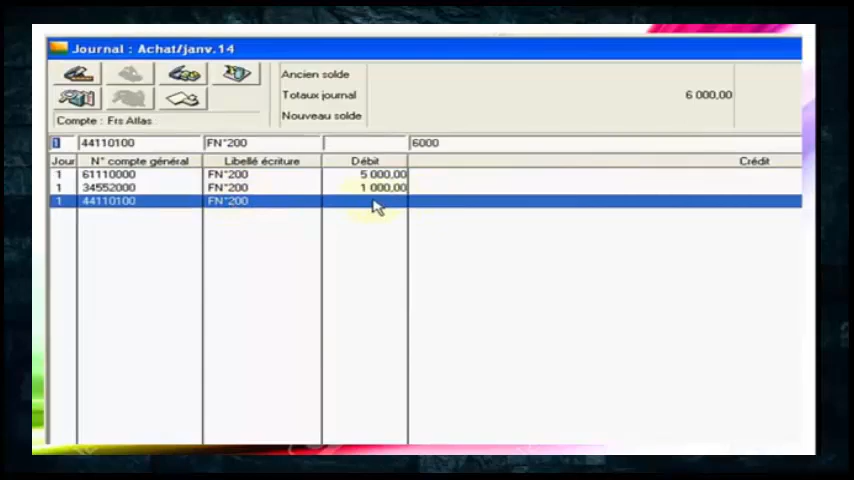 Journal : Achat/janv.14
Ancien solde
Totaux journal 6 000,00
Nouveau solde
Compte : Frs Atlas
1 44110100 FN°200 6000
Jour N° compte général Libellé écriture Débit Crédit
1 61110000 FN°200 5 000,00
1 34552000 FN°200 1 000,00
1 44110100 FN°200